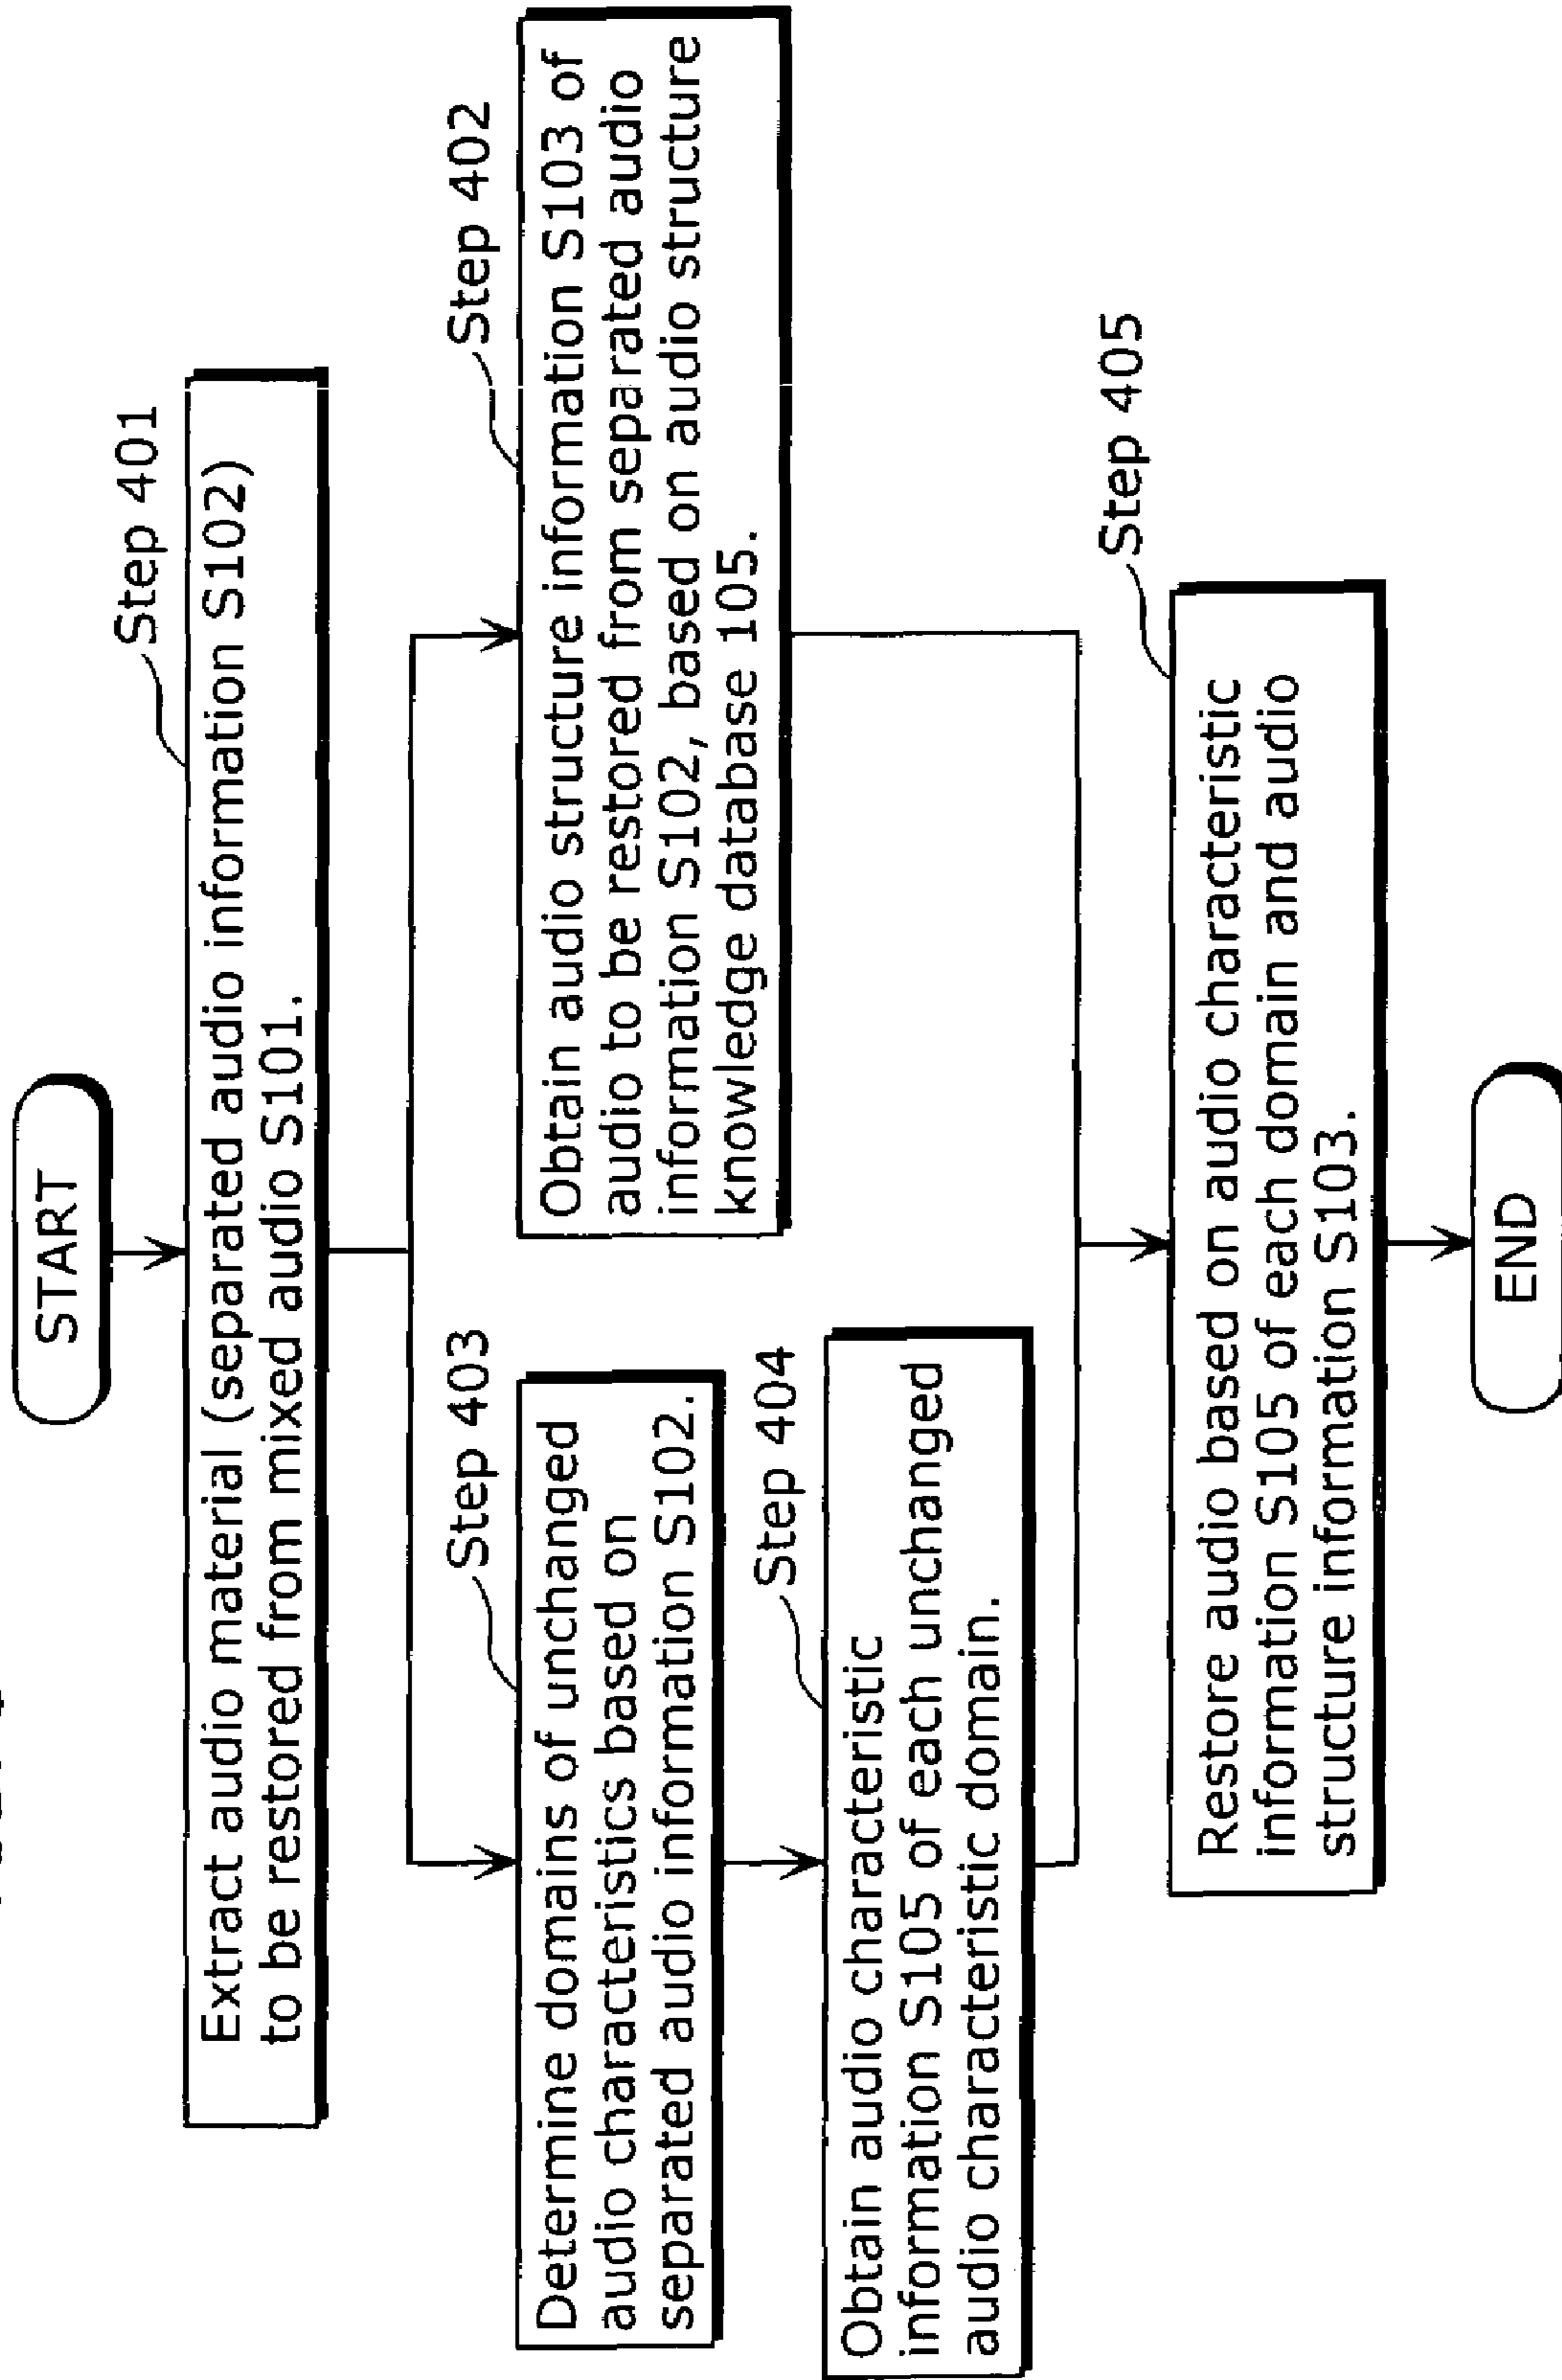 START
Step 401
Extract audio material (separated audio information S102)
to be restored from mixed audio S101.
Step 403
Determine domains of unchanged
audio characteristics based on
separated audio information S102.
Step 402
Obtain audio structure information S103 of
audio to be restored from separated audio
information S102, based on audio structure
knowledge database 105.
Step 404
Obtain audio characteristic
information S105 of each unchanged
audio characteristic domain.
Step 405
Restore audio based on audio characteristic
information S105 of each domain and audio
structure information S103.
END